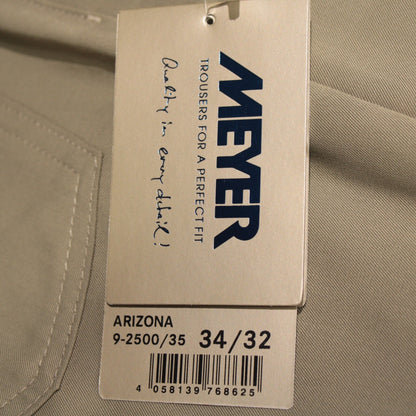 MEYER
TROUSERS FOR A PERFECT FIT
Quality in every detail!
ARIZONA
9-2500/35 34/32
4 058139 768625